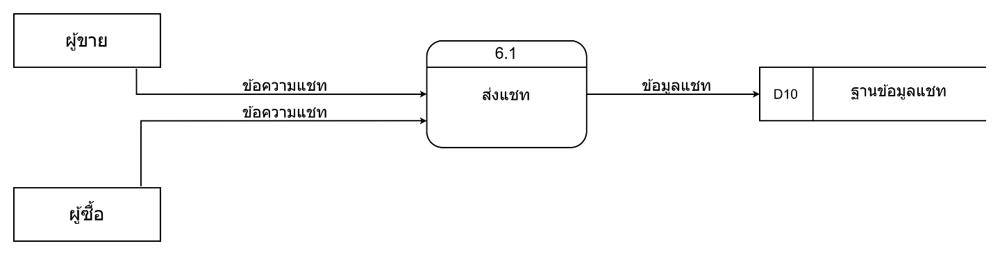 ผู้ขาย
6.1
ข้อความแชท
ส่งแชท
ข้อมูลแชท
D10
ฐานข้อมูลแชท
ข้อความแชท
ผู้ซื้อ